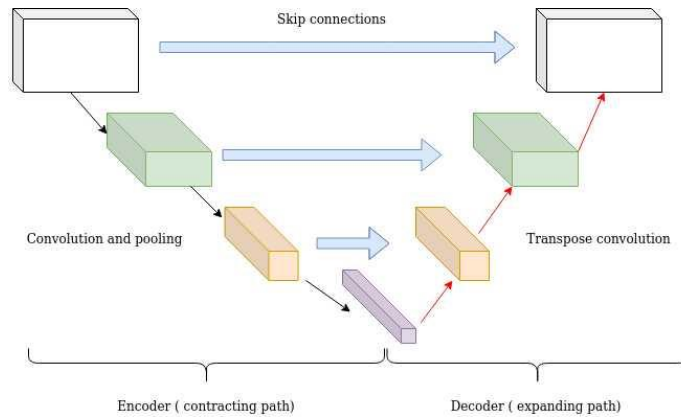 Skip connections
Convolution and pooling
Transpose convolution
Encoder ( contracting path)
Decoder ( expanding path)